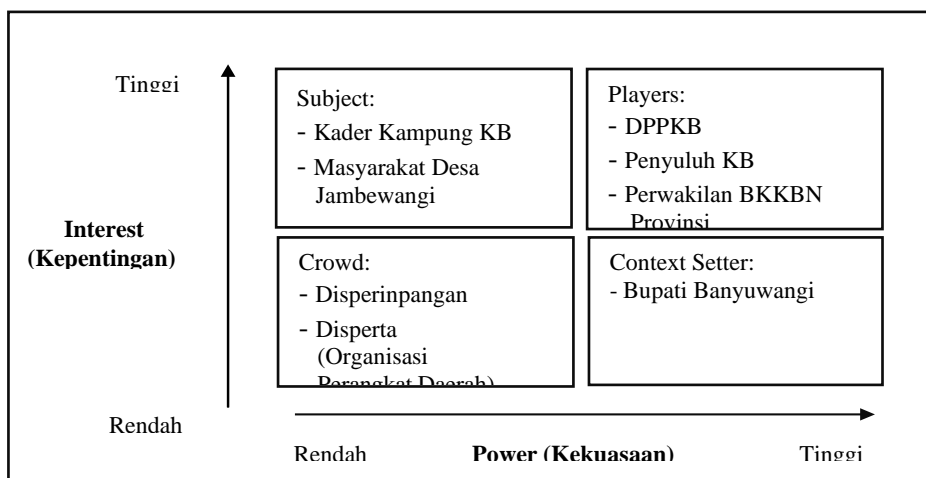 Tinggi
Subject:
- Kader Kampung KB
- Masyarakat Desa
Jambewangi
Players:
- DPPKB
- Penyuluh KB
- Perwakilan BKKBN
Provinsi
Interest
(Kepentingan)
Crowd:
- Disperinpangan
- Disperta
(Organisasi
Perangkat Daerah)
Context Setter:
- Bupati Banyuwangi
Rendah
Rendah
Power (Kekuasaan)
Tinggi